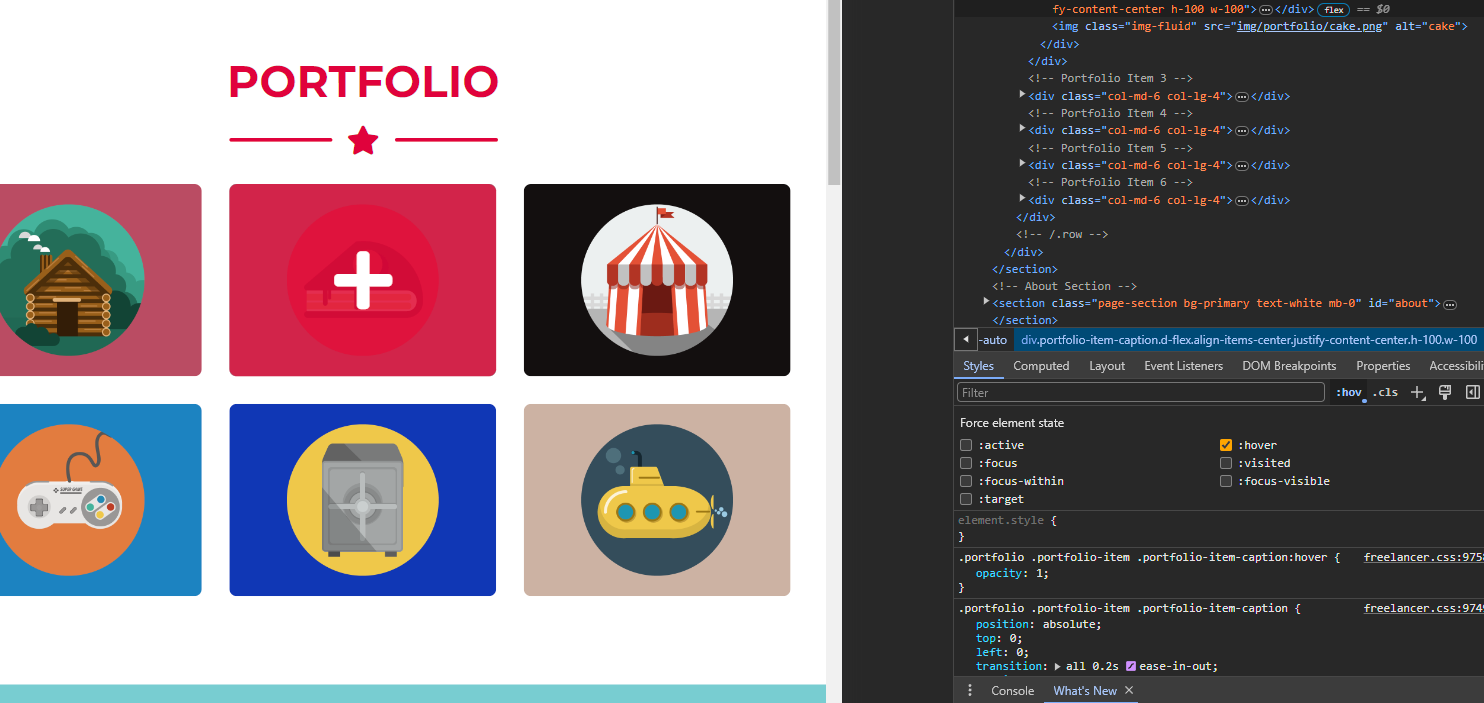 PORTFOLIO
SUPER GAME
fy-content-center h-100 w-100">…</div> flex == $0
<img class="img-fluid" src="img/portfolio/cake.png" alt="cake">
</div>
</div>
<!-- Portfolio Item 3 -->
<div class="col-md-6 col-lg-4">…</div>
<!-- Portfolio Item 4 -->
<div class="col-md-6 col-lg-4">…</div>
<!-- Portfolio Item 5 -->
<div class="col-md-6 col-lg-4">…</div>
<!-- Portfolio Item 6 -->
<div class="col-md-6 col-lg-4">…</div>
</div>
<!-- /.row -->
</div>
</section>
<!-- About Section -->
<section class="page-section bg-primary text-white mb-0" id="about">…
</section>
-auto div.portfolio-item-caption.d-flex.align-items-center.justify-content-center.h-100.w-100
Styles Computed Layout Event Listeners DOM Breakpoints Properties Accessibili
Filter :hov .cls
Force element state
:active :hover
:focus :visited
:focus-within :focus-visible
:target
element.style {
}
.portfolio .portfolio-item .portfolio-item-caption:hover { freelancer.css:975
opacity: 1;
}
.portfolio .portfolio-item .portfolio-item-caption { freelancer.css:974
position: absolute;
top: 0;
left: 0;
transition: all 0.2s ease-in-out;
Console What's New